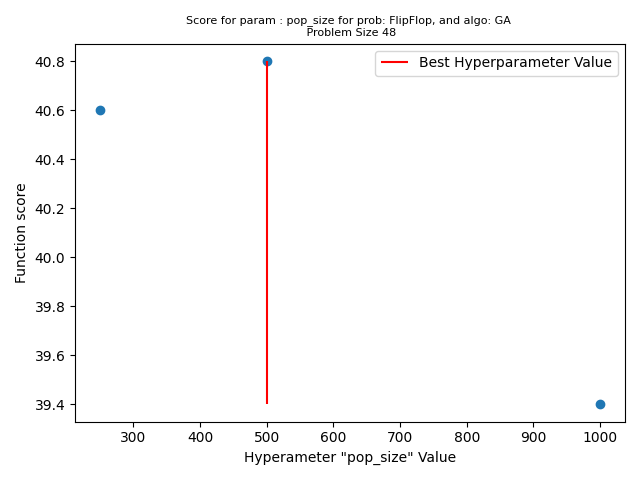 Score for param : pop_size for prob: FlipFlop, and algo: GA
Problem Size 48
Best Hyperparameter Value
40.8
40.6
40.4
40.2
40.0
39.8
39.6
39.4
Function score
300 400 500 600 700 800 900 1000
Hyperameter "pop_size" Value